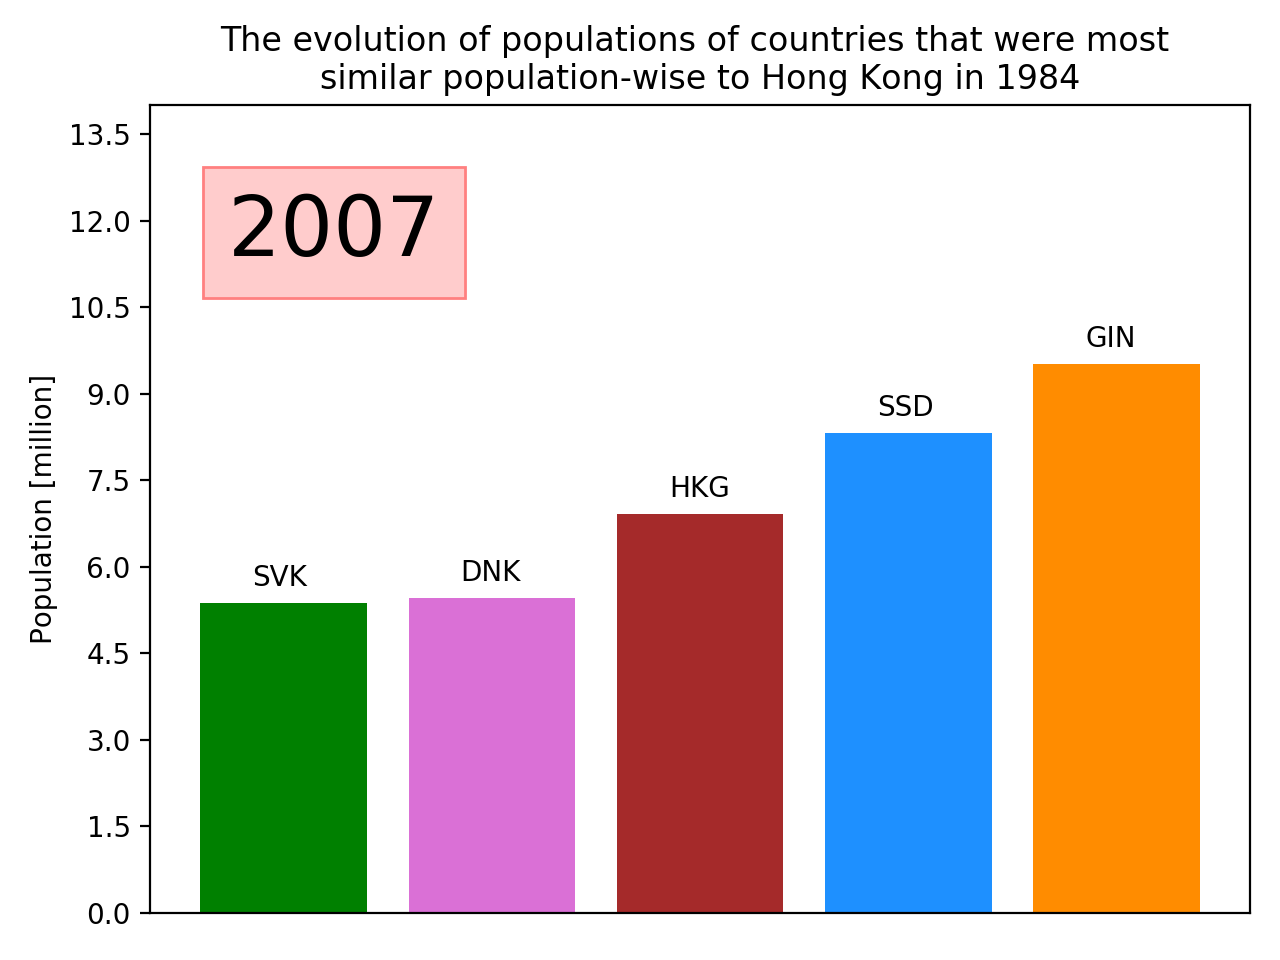 The evolution of populations of countries that were most
similar population-wise to Hong Kong in 1984
13.5
12.0
10.5
9.0
7.5
6.0
4.5
3.0
1.5
0.0
Population [million]
2007
SVK
DNK
HKG
SSD
GIN